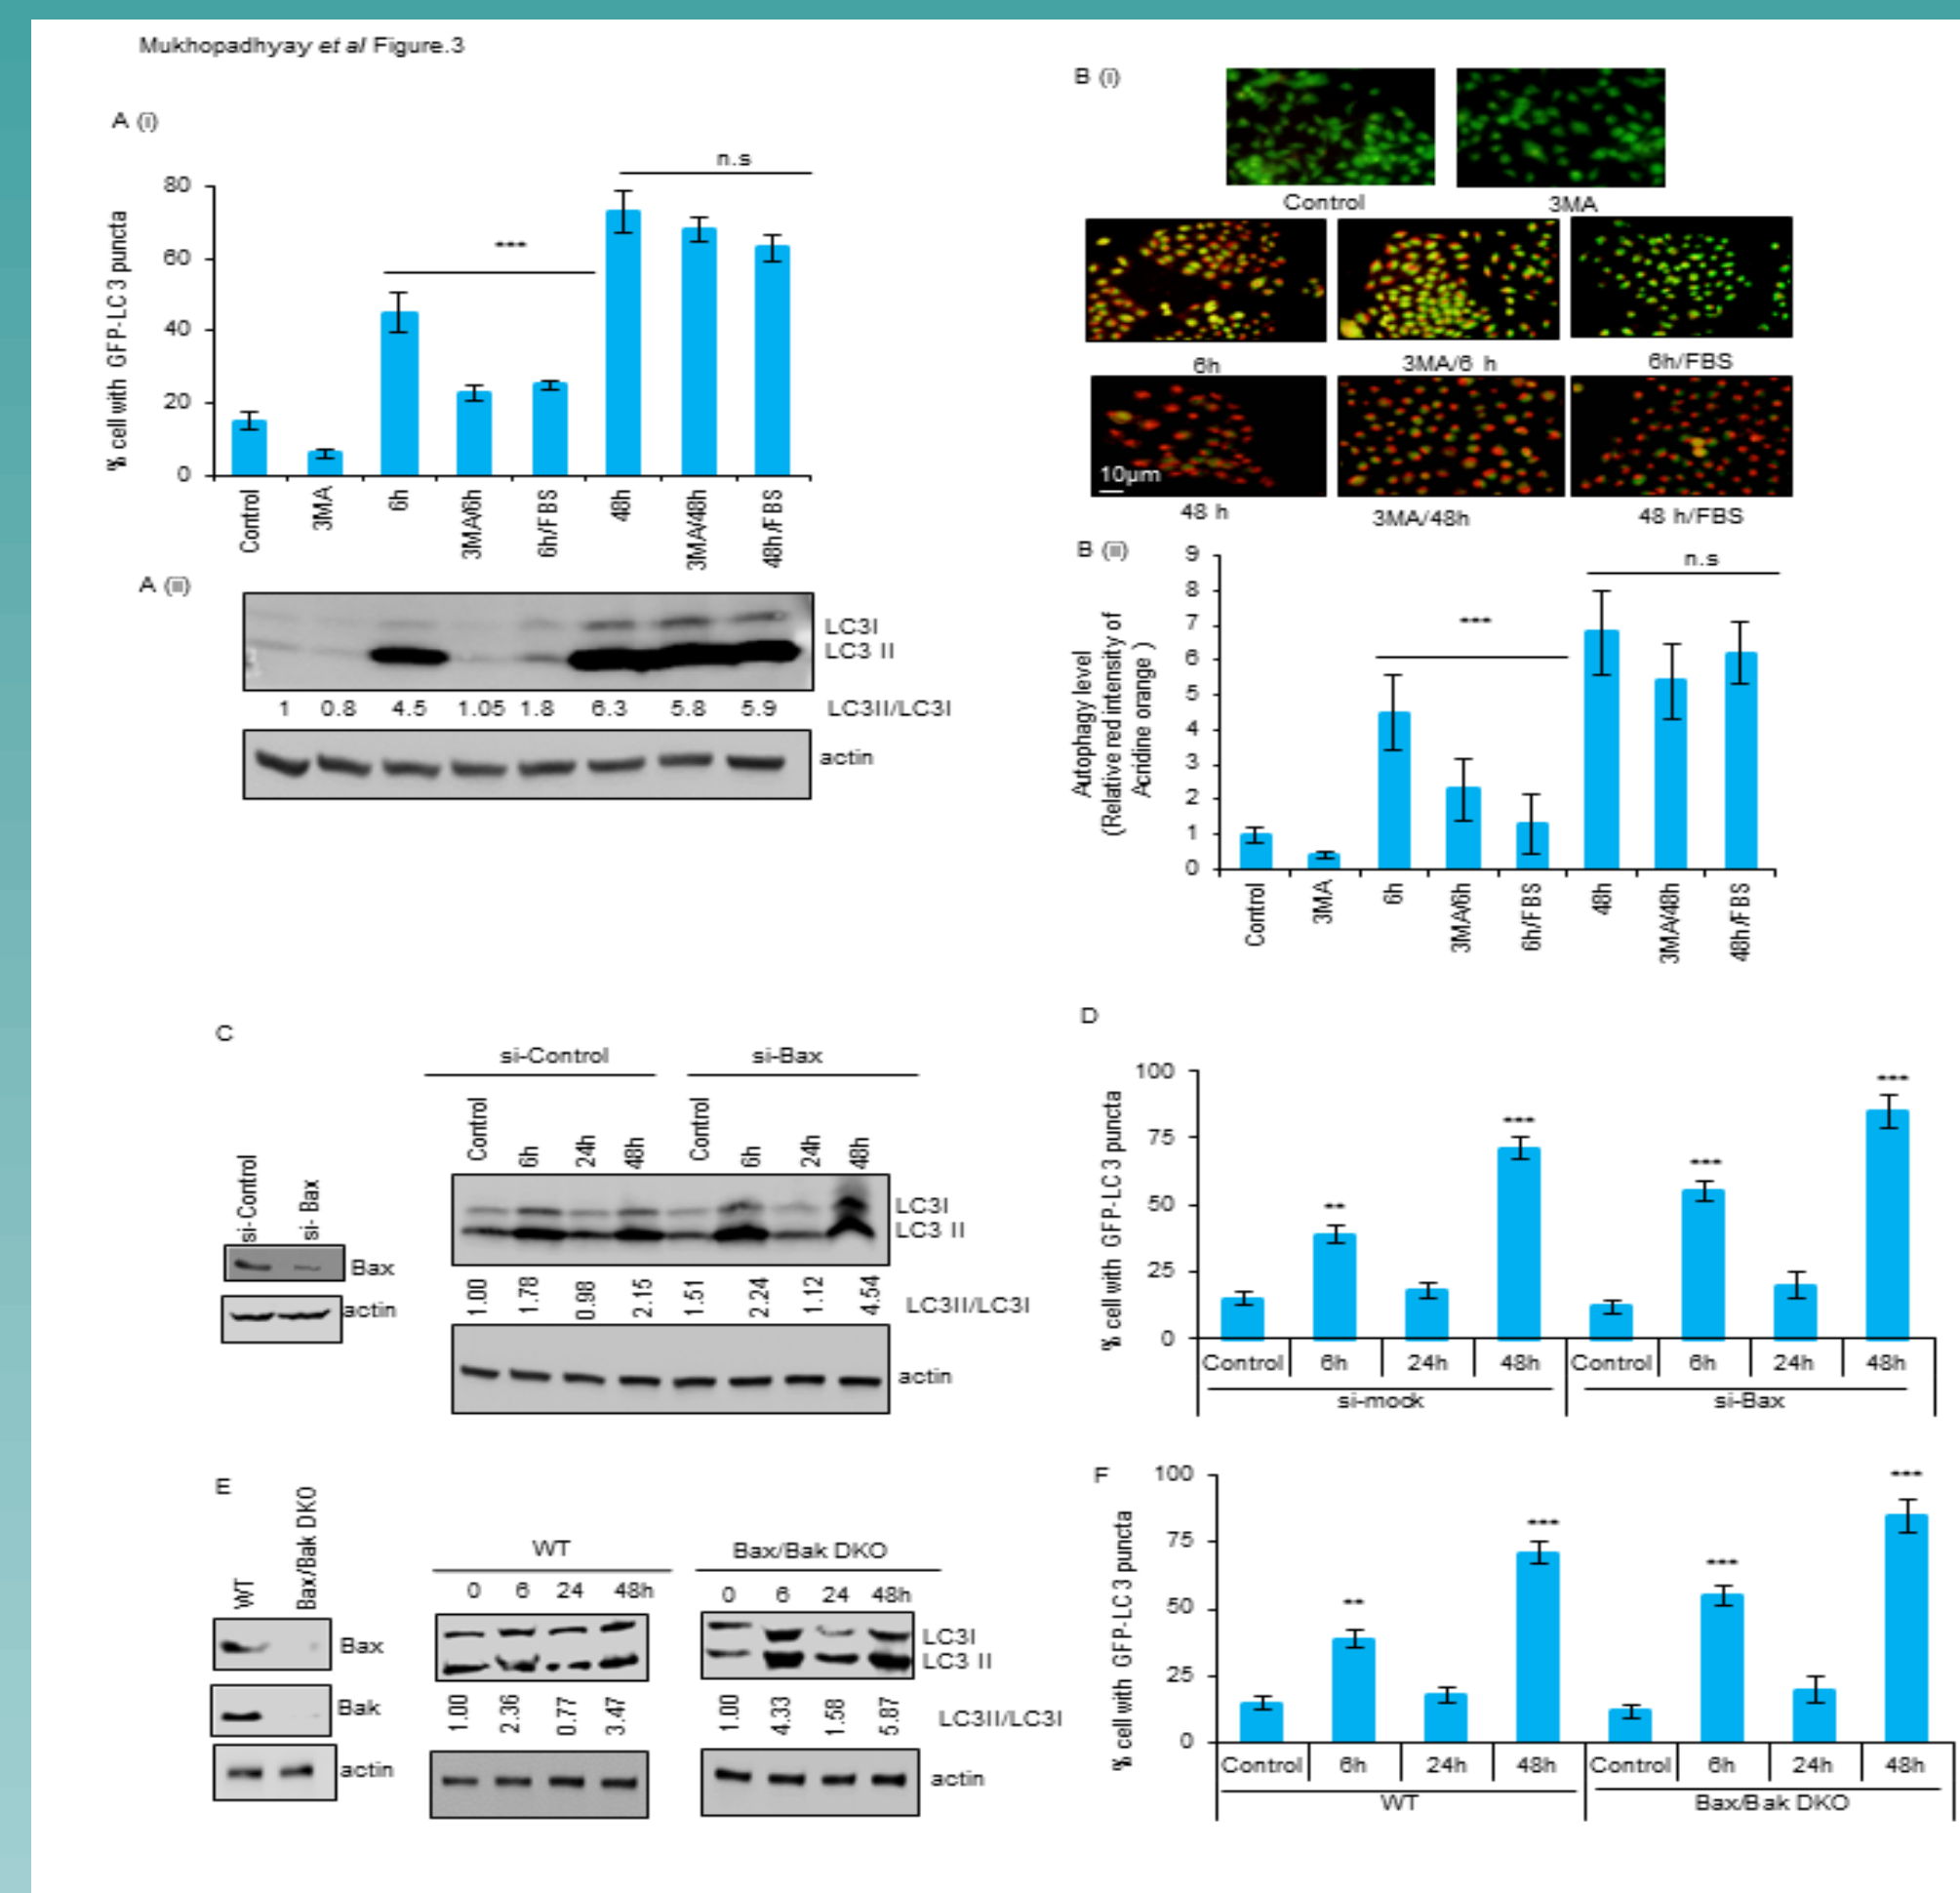 Mukhopadhyay et al Figure.3
A (i)
n.s
***
% cell with GFP-LC3 puncta
80
60
40
20
0
Control
3MA
6h
3MA/6h
6h/FBS
48h
3MA/48h
48h/FBS
A (ii)
LC3I
LC3 II
1 0.8 4.5 1.05 1.8 6.3 5.8 5.9 LC3II/LC3I
actin
B (i)
Control 3MA
6h 3MA/6 h 6h/FBS
10µm
48 h 3MA/48h 48 h/FBS
B (ii)
n.s
***
Autophagy level
(Relative red intensity of
Acridine orange )
9
8
7
6
5
4
3
2
1
0
Control
3MA
6h
3MA/6h
6h/FBS
48h
3MA/48h
48h/FBS
C
si-Control
si- Bax
Bax
actin
si-Control si-Bax
Control 6h 24h 48h Control 6h 24h 48h
LC3I
LC3 II
1.00 1.78 0.98 2.15 1.51 2.24 1.12 4.54 LC3II/LC3I
actin
D
% cell with GFP-LC3 puncta
100
75
50
25
0
** *** *** ***
Control 6h 24h 48h Control 6h 24h 48h
si-mock si-Bax
E
WT
Bax/Bak DKO
Bax
Bak
actin
WT Bax/Bak DKO
0 6 24 48h 0 6 24 48h
LC3I
LC3 II
1.00 2.36 0.77 3.47 1.00 4.33 1.58 5.87 LC3II/LC3I
actin
F
% cell with GFP-LC3 puncta
100
75
50
25
0
** *** *** ***
Control 6h 24h 48h Control 6h 24h 48h
WT Bax/Bak DKO